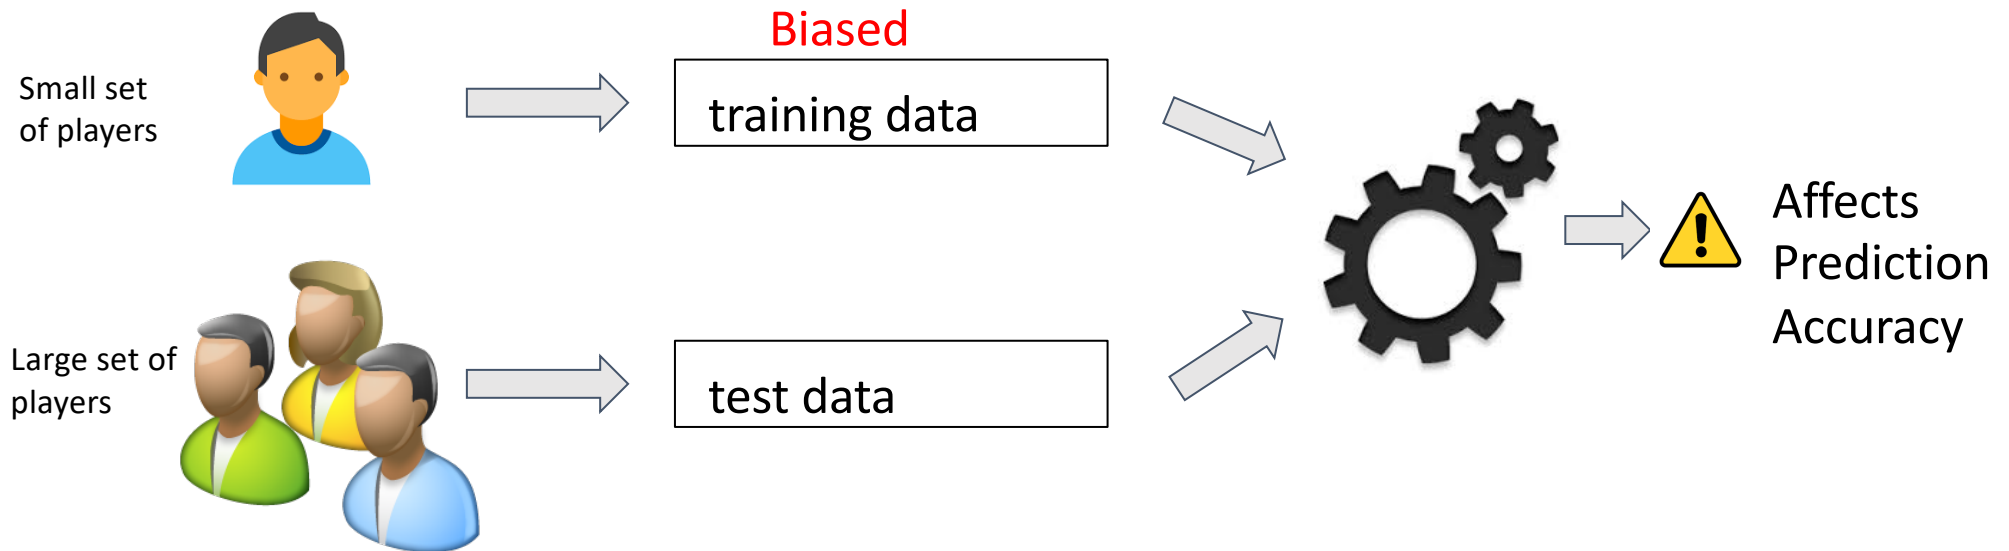 Biased
Small set
of players
training data
Large set of
players
test data
Affects
Prediction
Accuracy